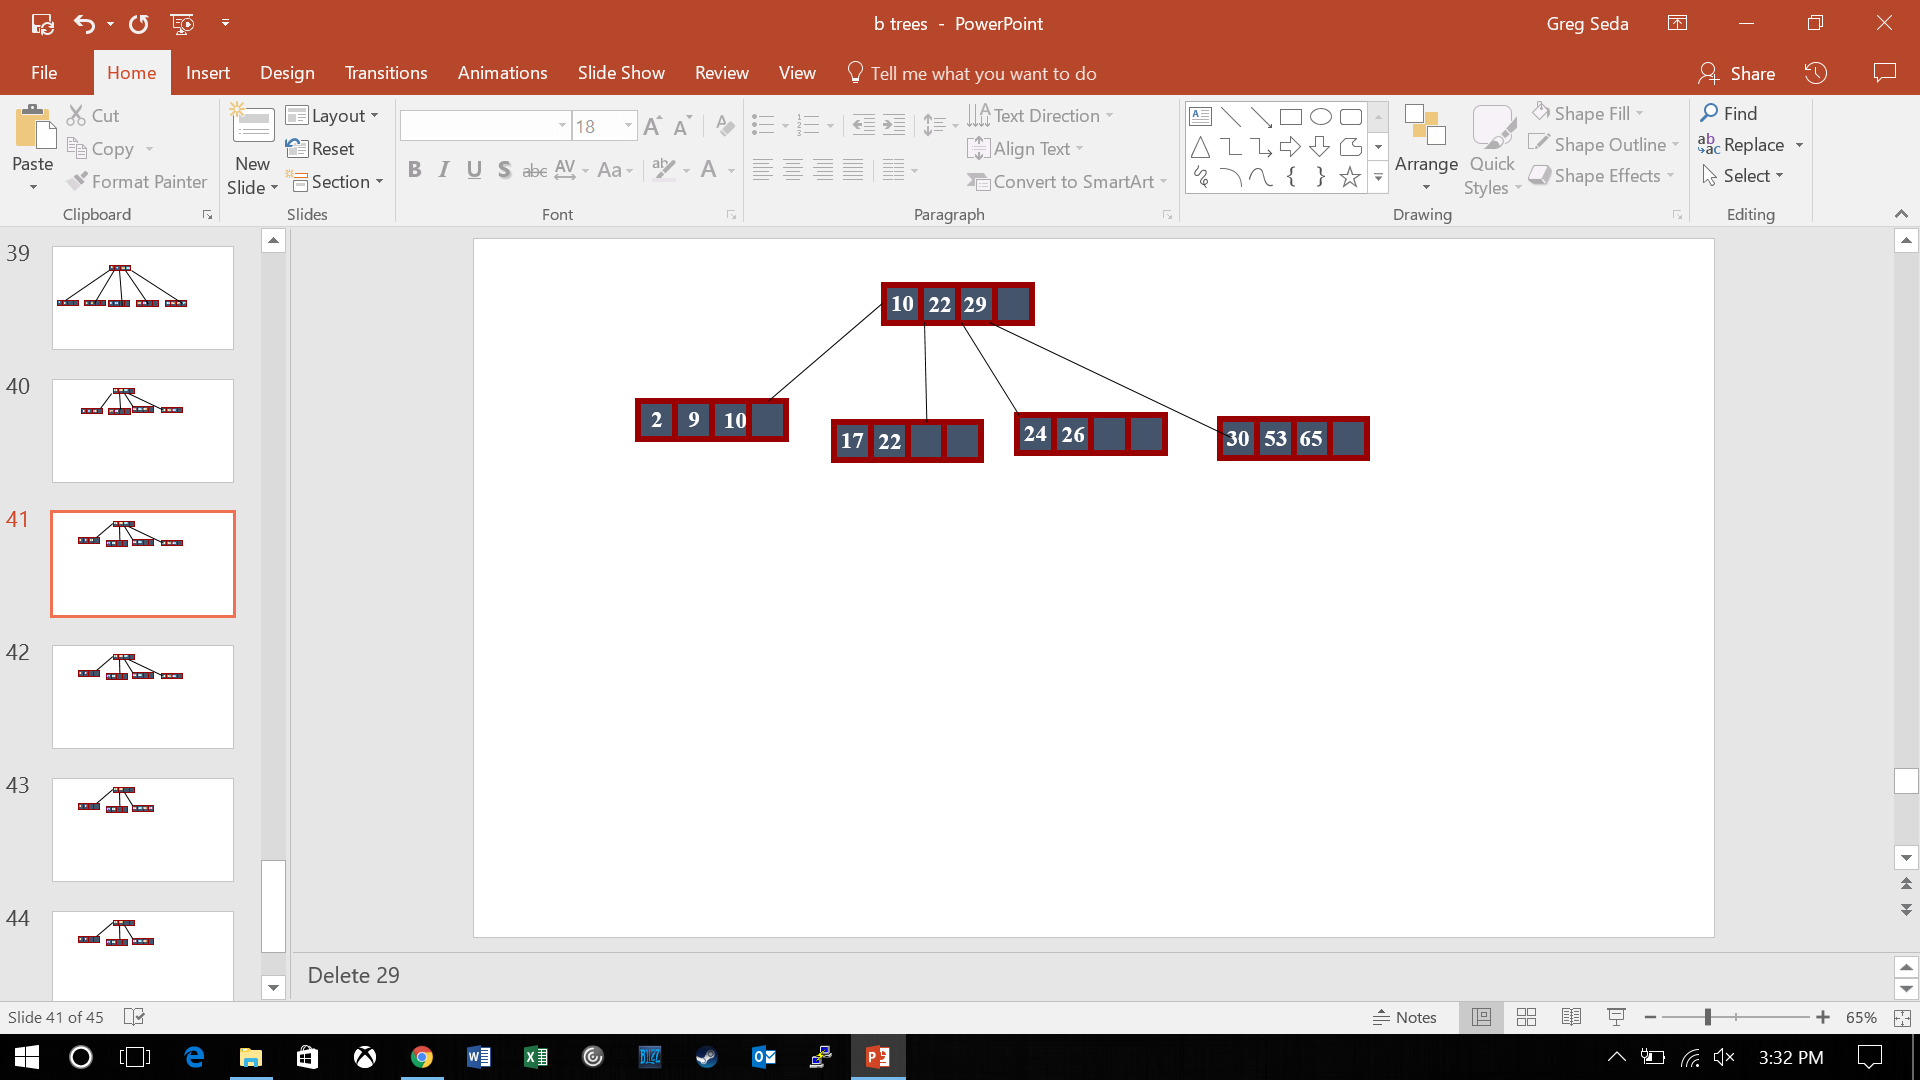 b trees - PowerPoint
Greg Seda
File Home Insert Design Transitions Animations Slide Show Review View Tell me what you want to do Share
Paste
Cut
Copy
Format Painter
Clipboard
New Slide
Layout
Reset
Section
Slides
18
B I U S abc AV Aa A
Font
Text Direction
Align Text
Convert to SmartArt
Paragraph
Arrange
Quick Styles
Shape Fill
Shape Outline
Shape Effects
Drawing
Find
Replace
Select
Editing
39
40
41
42
43
44
10 22 29
2 9 10
17 22
24 26
30 53 65
Delete 29
Slide 41 of 45
Notes
65%
3:32 PM